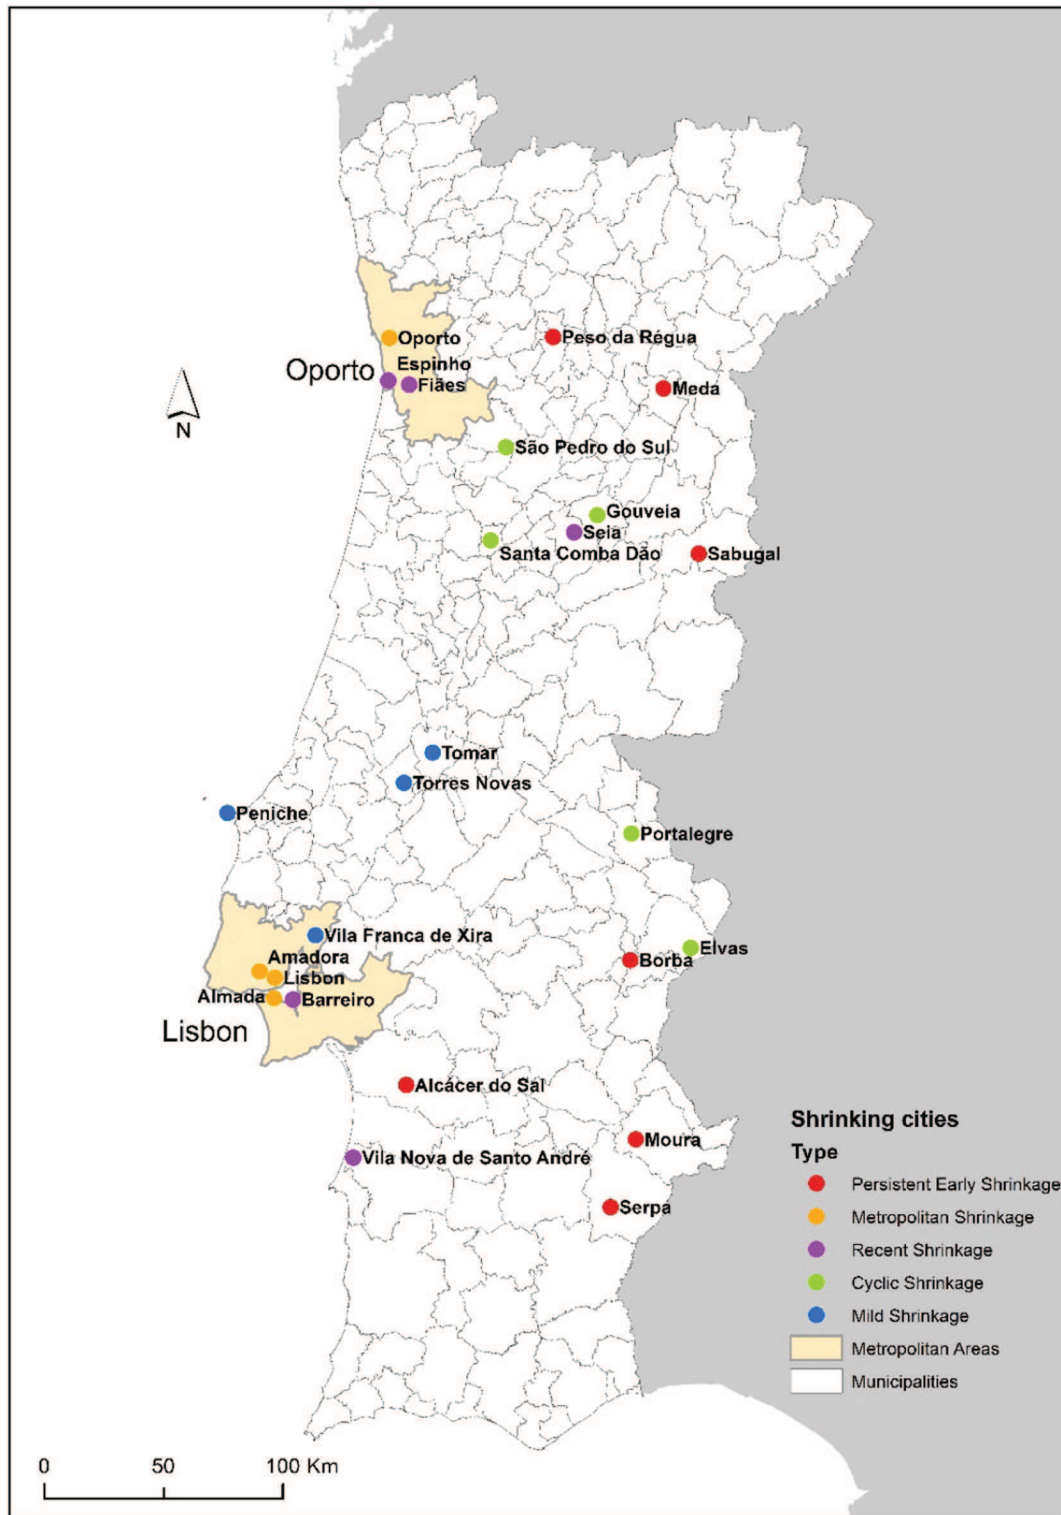 Oporto
Peso da Régua
Espinho
Oporto
Fiães
Meda
N
São Pedro do Sul
Gouveia
Seia
Santa Comba Dão
Sabugal
Tomar
Torres Novas
Peniche
Portalegre
Vila Franca de Xira
Elvas
Amadora
Borba
Lisbon
Almada
Barreiro
Lisbon
Alcácer do Sal
Shrinking cities
Moura
Type
Vila Nova de Santo André
Persistent Early Shrinkage
Serpa
Metropolitan Shrinkage
Recent Shrinkage
Cyclic Shrinkage
Mild Shrinkage
Metropolitan Areas
Municipalities
0 50 100 Km